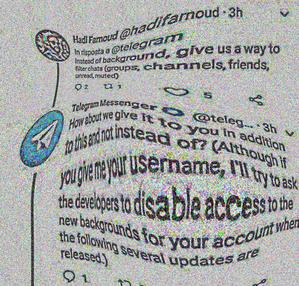 Hadi Famoud @hadifamoud · 3h
In risposta a @telegram
Instead of background, give us a way to
filter chats (groups, channels, friends,
unread, muted)
2 5
Telegram Messenger @teleg... · 3h
How about we give it to you in addition
to this and not instead of? (Although if
you give me your username, I'll try to ask
the developers to disable access to the
new backgrounds for your account when
the following several updates are
released.)
1